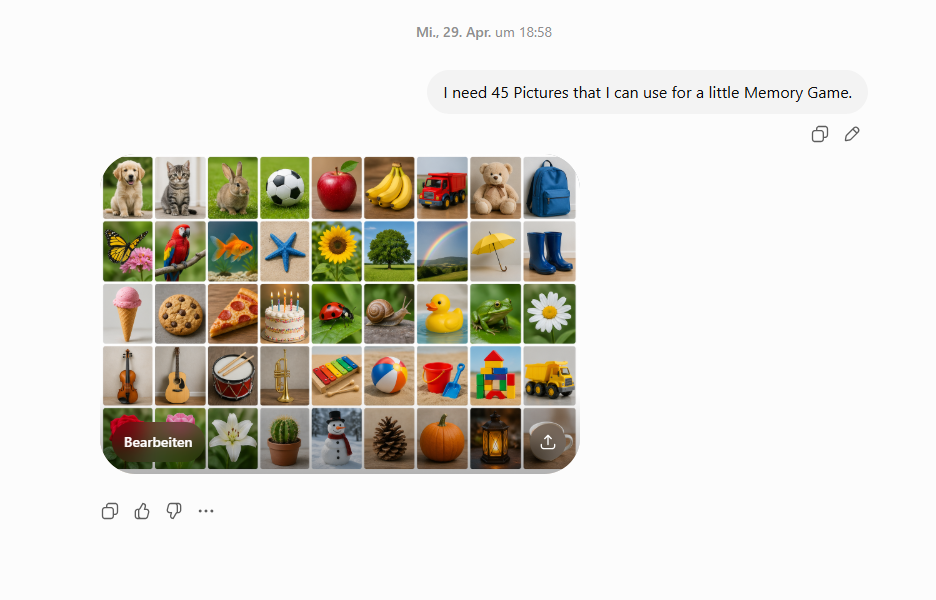 Mi., 29. Apr. um 18:58
I need 45 Pictures that I can use for a little Memory Game.
Bearbeiten